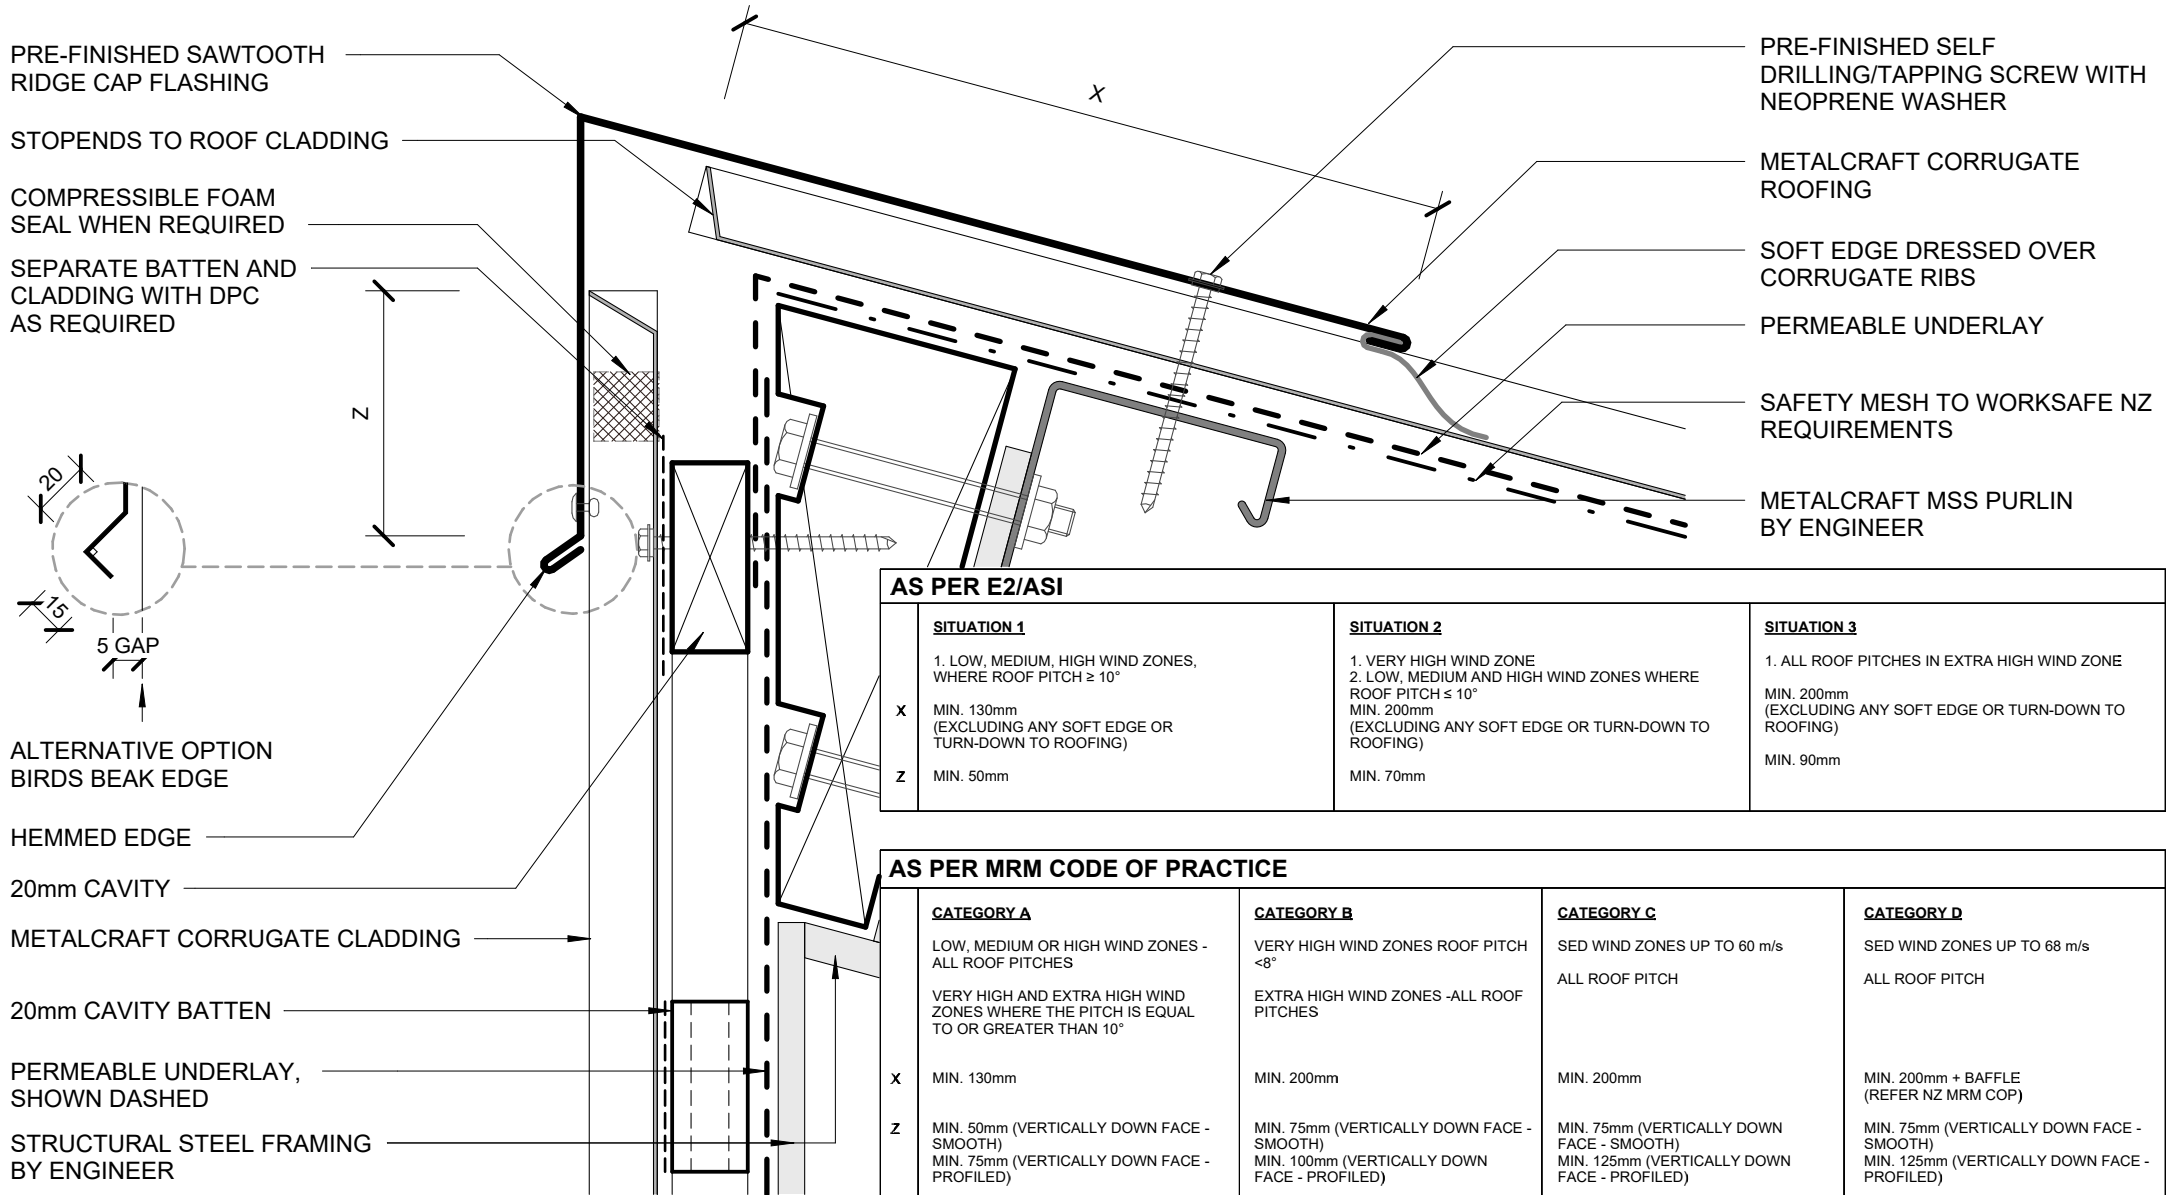 PRE-FINISHED SAWTOOTH
RIDGE CAP FLASHING
STOPENDS TO ROOF CLADDING
COMPRESSIBLE FOAM
SEAL WHEN REQUIRED
SEPARATE BATTEN AND
CLADDING WITH DPC
AS REQUIRED
Z
20
15
5 GAP
ALTERNATIVE OPTION
BIRDS BEAK EDGE
HEMMED EDGE
20mm CAVITY
METALCRAFT CORRUGATE CLADDING
20mm CAVITY BATTEN
PERMEABLE UNDERLAY,
SHOWN DASHED
STRUCTURAL STEEL FRAMING
BY ENGINEER
X
PRE-FINISHED SELF
DRILLING/TAPPING SCREW WITH
NEOPRENE WASHER
METALCRAFT CORRUGATE
ROOFING
SOFT EDGE DRESSED OVER
CORRUGATE RIBS
PERMEABLE UNDERLAY
SAFETY MESH TO WORKSAFE NZ
REQUIREMENTS
METALCRAFT MSS PURLIN
BY ENGINEER
AS PER E2/ASI
SITUATION 1
1. LOW, MEDIUM, HIGH WIND ZONES,
WHERE ROOF PITCH ≥ 10°
X
MIN. 130mm
(EXCLUDING ANY SOFT EDGE OR
TURN-DOWN TO ROOFING)
Z
MIN. 50mm
SITUATION 2
1. VERY HIGH WIND ZONE
2. LOW, MEDIUM AND HIGH WIND ZONES WHERE
ROOF PITCH ≤ 10°
MIN. 200mm
(EXCLUDING ANY SOFT EDGE OR TURN-DOWN TO
ROOFING)
MIN. 70mm
SITUATION 3
1. ALL ROOF PITCHES IN EXTRA HIGH WIND ZONE
MIN. 200mm
(EXCLUDING ANY SOFT EDGE OR TURN-DOWN TO
ROOFING)
MIN. 90mm
AS PER MRM CODE OF PRACTICE
CATEGORY A
LOW, MEDIUM OR HIGH WIND ZONES -
ALL ROOF PITCHES
VERY HIGH AND EXTRA HIGH WIND
ZONES WHERE THE PITCH IS EQUAL
TO OR GREATER THAN 10°
X
MIN. 130mm
Z
MIN. 50mm (VERTICALLY DOWN FACE -
SMOOTH)
MIN. 75mm (VERTICALLY DOWN FACE -
PROFILED)
CATEGORY B
VERY HIGH WIND ZONES ROOF PITCH
<8°
EXTRA HIGH WIND ZONES -ALL ROOF
PITCHES
MIN. 200mm
MIN. 75mm (VERTICALLY DOWN FACE -
SMOOTH)
MIN. 100mm (VERTICALLY DOWN
FACE - PROFILED)
CATEGORY C
SED WIND ZONES UP TO 60 m/s
ALL ROOF PITCH
MIN. 200mm
MIN. 75mm (VERTICALLY DOWN
FACE - SMOOTH)
MIN. 125mm (VERTICALLY DOWN
FACE - PROFILED)
CATEGORY D
SED WIND ZONES UP TO 68 m/s
ALL ROOF PITCH
MIN. 200mm + BAFFLE
(REFER NZ MRM COP)
MIN. 75mm (VERTICALLY DOWN FACE -
SMOOTH)
MIN. 125mm (VERTICALLY DOWN FACE -
PROFILED)